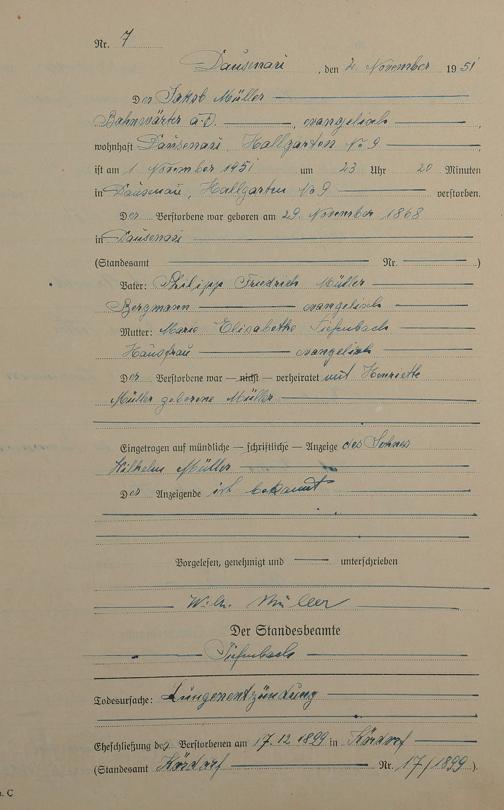 Nr. 7
Dausenau, den 2. November 1951
Der Jakob Müller
Bahnwärter a.D., evangelisch
wohnhaft Dausenau, Hallgarten No 9
ist am 1 November 1951 um 23 Uhr 20 Minuten
in Dausenau, Hallgarten No 9 verstorben.
Der Verstorbene war geboren am 29. November 1868
in Dausenau
(Standesamt Nr. )
Vater: Philipp Friedrich Müller
Bergmann evangelisch
Mutter: Marie Elisabethe Tiefenbach
Hausfrau evangelisch
Der Verstorbene war — nicht — verheiratet mit Henriette
Müller geborene Müller
Eingetragen auf mündliche — schriftliche — Anzeige des Sohnes
Wilhelm Müller
Der Anzeigende ist bekannt
Vorgelesen, genehmigt und unterschrieben
Wilh. Müller
Der Standesbeamte
Tiefenbach
Todesursache: Lungenentzündung
Eheschließung des Verstorbenen am 17.12.1899 in Kördorf
(Standesamt Kördorf Nr. 17/1899).
C